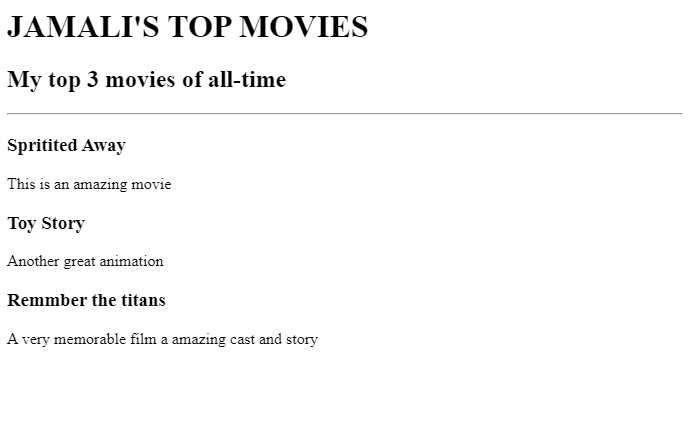 JAMALI'S TOP MOVIES
My top 3 movies of all-time
Spritited Away
This is an amazing movie
Toy Story
Another great animation
Remmber the titans
A very memorable film a amazing cast and story